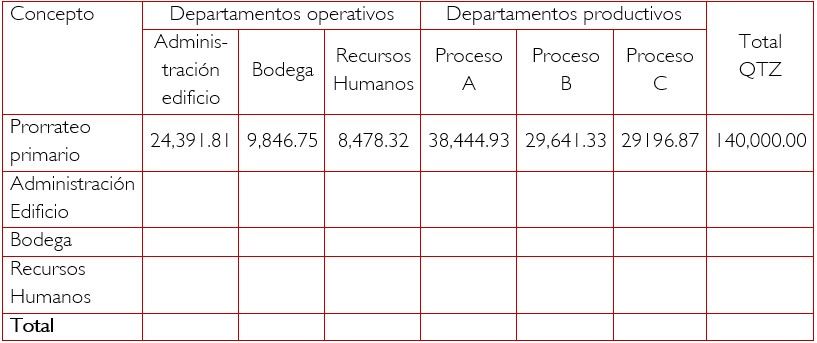 Concepto
Departamentos operativos
Departamentos productivos
Total
QTZ
Adminis-
tración
edificio
Bodega
Recursos
Humanos
Proceso
A
Proceso
B
Proceso
C
Prorrateo
primario
24,391.81 9,846.75 8,478.32 38,444.93 29,641.33 29196.87 140,000.00
Administración
Edificio
Bodega
Recursos
Humanos
Total